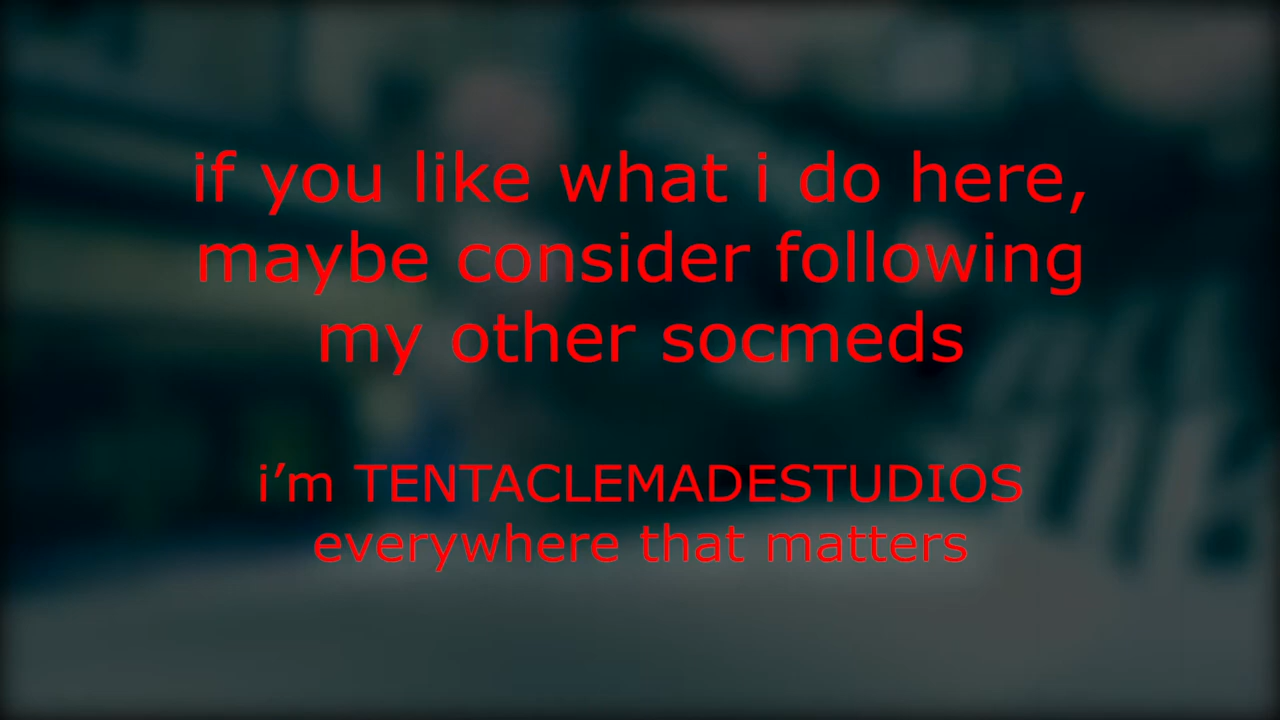 if you like what i do here,
maybe consider following
my other socmeds
i’m TENTACLEMADESTUDIOS
everywhere that matters